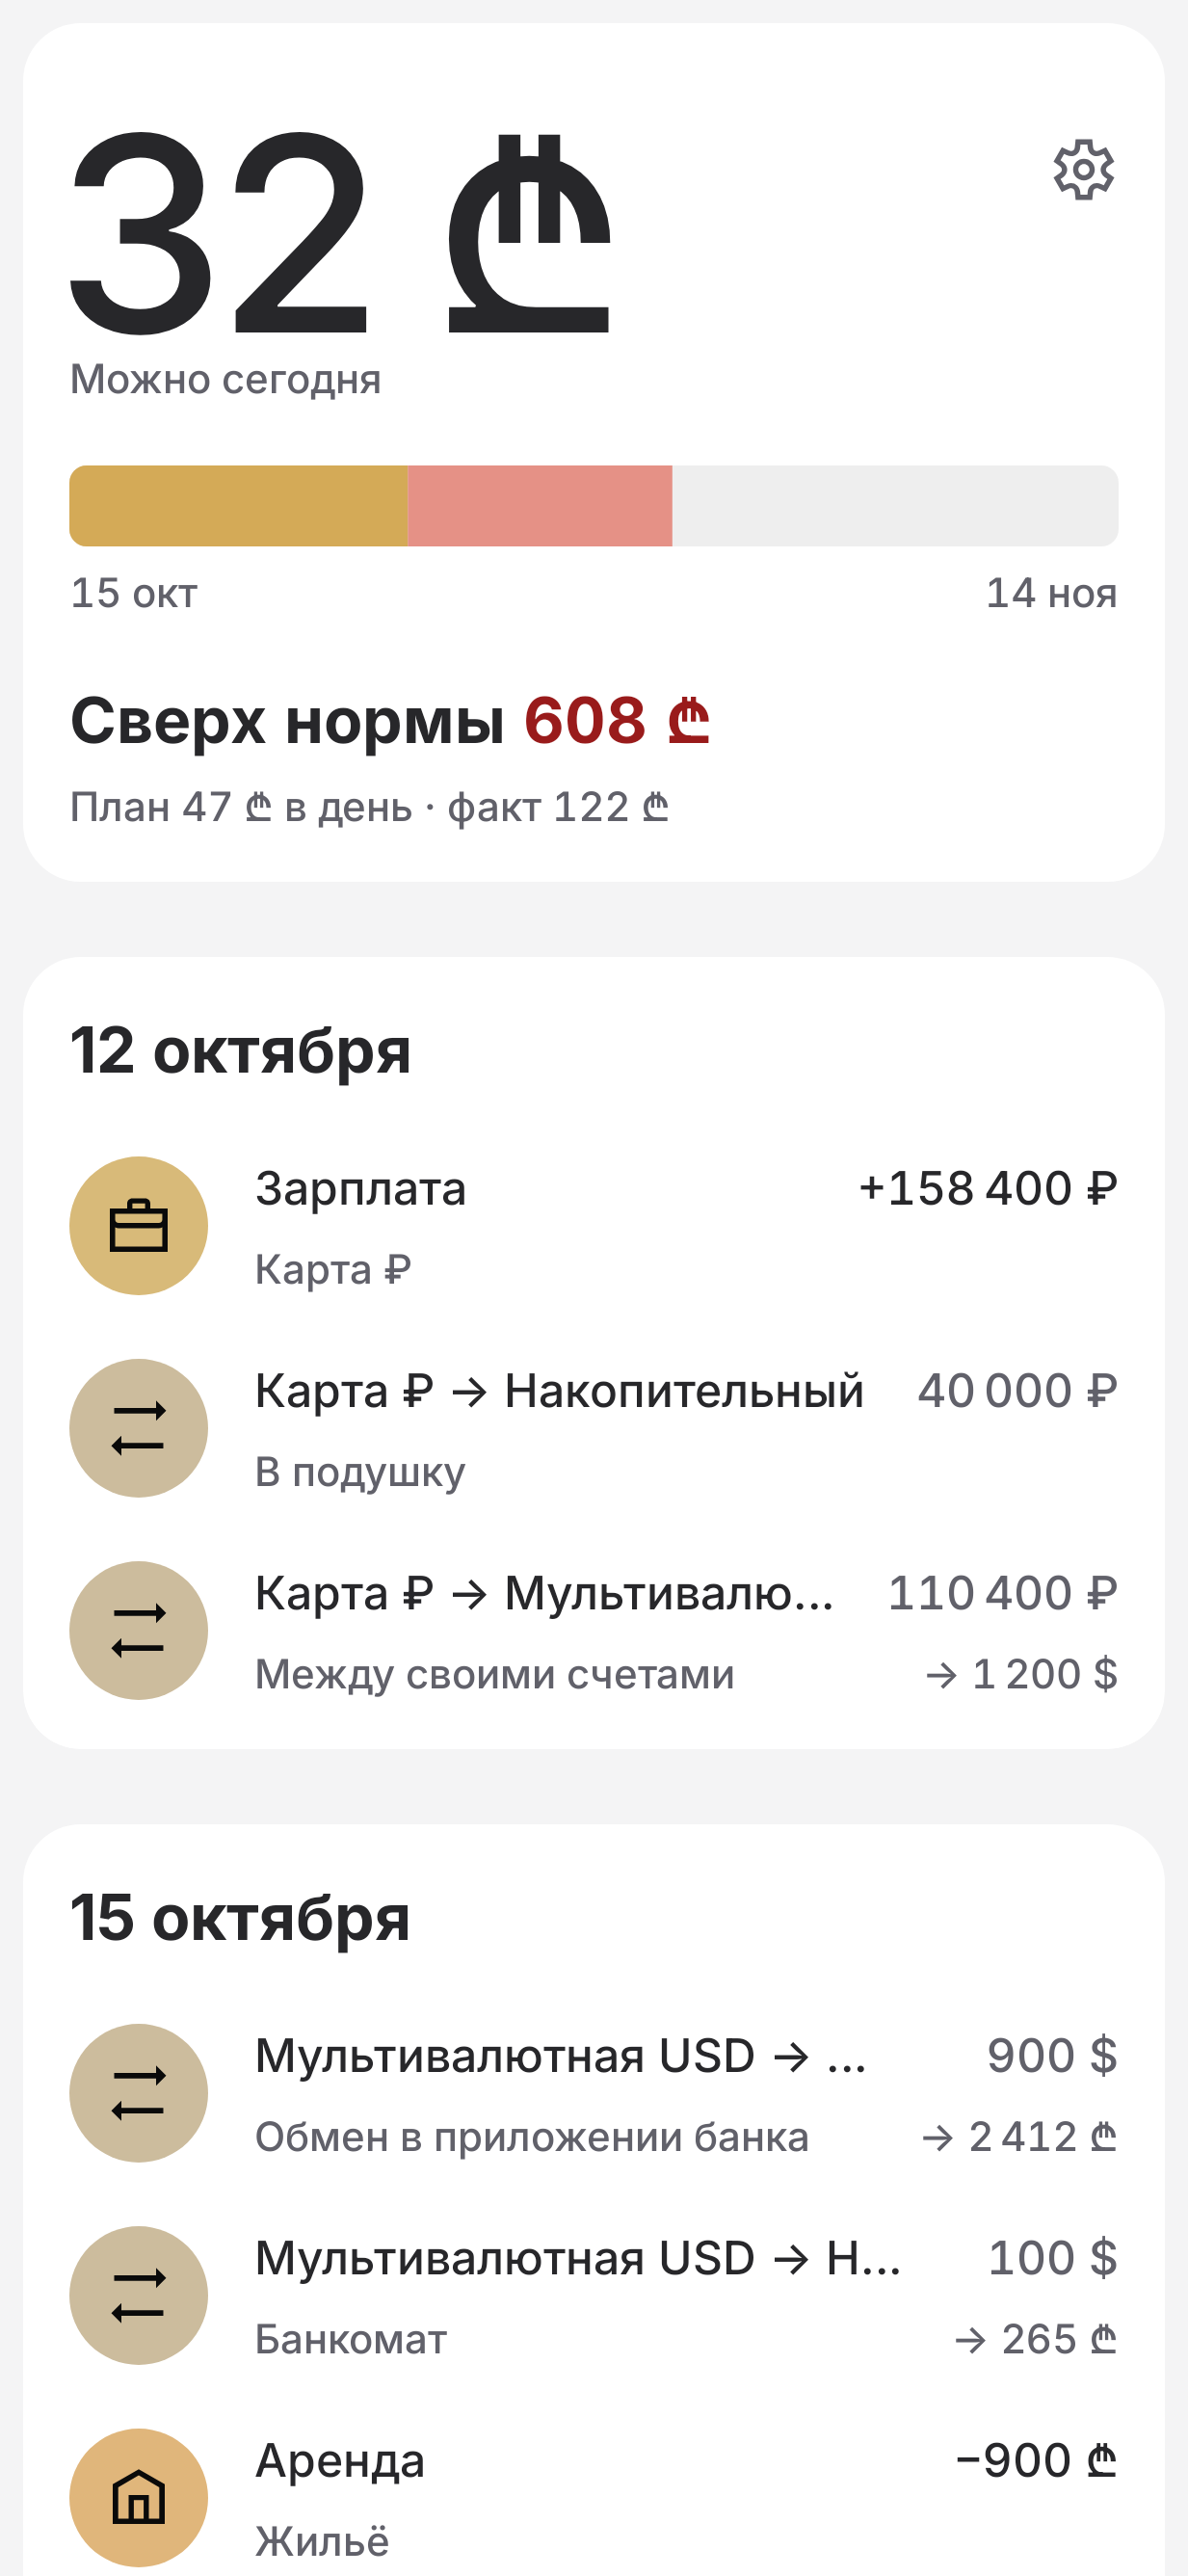 32 ₾
Можно сегодня
15 окт 14 ноя
Сверх нормы 608 ₾
План 47 ₾ в день · факт 122 ₾
12 октября
Зарплата +158 400 ₽
Карта ₽
Карта ₽ → Накопительный 40 000 ₽
В подушку
Карта ₽ → Мультивалю... 110 400 ₽
Между своими счетами → 1 200 $
15 октября
Мультивалютная USD → ... 900 $
Обмен в приложении банка → 2 412 ₾
Мультивалютная USD → Н... 100 $
Банкомат → 265 ₾
Аренда −900 ₾
Жильё